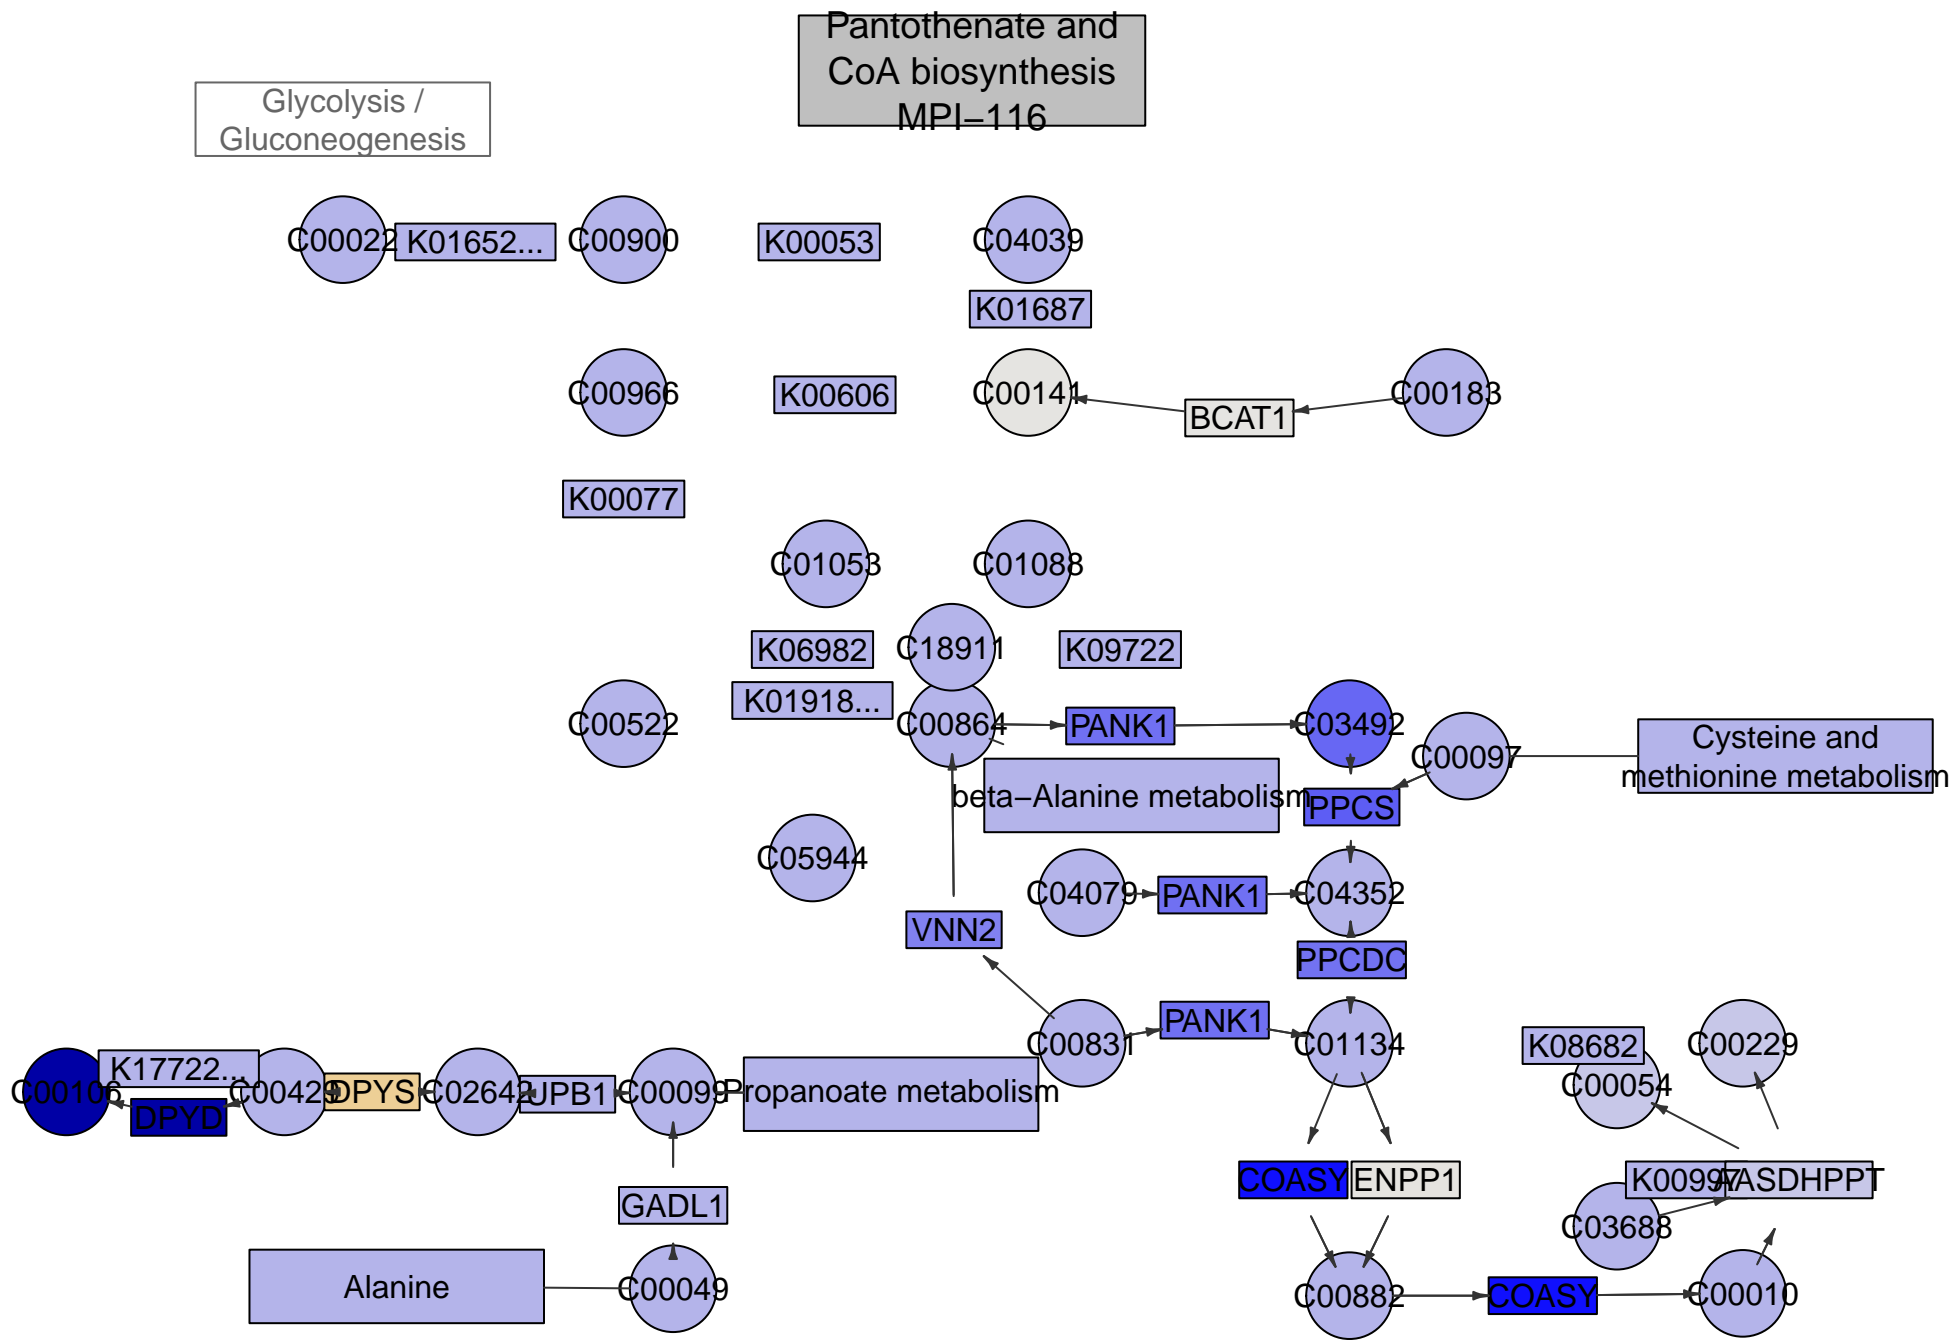 Pantothenate and
CoA biosynthesis
MPI−116
Glycolysis /
Gluconeogenesis
C00022
K01652...
C00900
K00053
C04039
K01687
C00966
K00606
C00141
BCAT1
C00183
K00077
C01053
C01088
K06982
C18911
K09722
K01918...
C00522
C00864
PANK1
C03492
C00097
Cysteine and
methionine metabolism
beta−Alanine metabolism
PPCS
C05944
C04079
PANK1
C04352
VNN2
PPCDC
C00831
PANK1
C01134
K08682
C00229
C00054
C00106
K17722...
DPYD
C00429
DPYS
C02642
UPB1
C00099
Propanoate metabolism
COASY
ENPP1
K00997
AASDHPPT
GADL1
C03688
Alanine
C00049
C00882
COASY
C00010